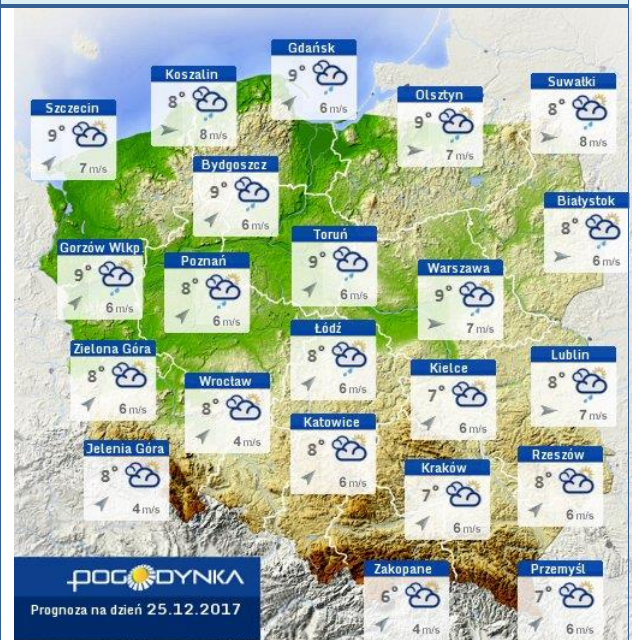 Gdańsk
9°
6 m/s
Koszalin
8°
8 m/s
Suwałki
8°
8 m/s
Olsztyn
9°
7 m/s
Szczecin
9°
7 m/s
Bydgoszcz
9°
6 m/s
Białystok
8°
6 m/s
Toruń
9°
6 m/s
Gorzów Wlkp
9°
6 m/s
Poznań
8°
6 m/s
Warszawa
9°
7 m/s
Łódź
8°
6 m/s
Zielona Góra
8°
6 m/s
Lublin
8°
7 m/s
Kielce
7°
6 m/s
Wrocław
8°
4 m/s
Katowice
8°
6 m/s
Jelenia Góra
8°
4 m/s
Rzeszów
8°
6 m/s
Kraków
7°
6 m/s
Zakopane
6°
4 m/s
Przemyśl
7°
6 m/s
POGODYNKA
Prognoza na dzień 25.12.2017